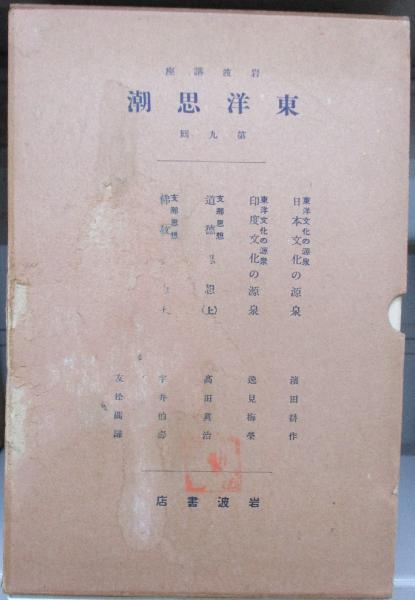 岩波講座
東洋思潮
第九回
東洋文化の源泉
日本文化の源泉
濱田耕作
東洋文化の源泉
印度文化の源泉
逸見梅榮
支那思想
道德思想(上)
高田眞治
支那思想
佛教
宇井伯壽
友松圓諦
岩波書店